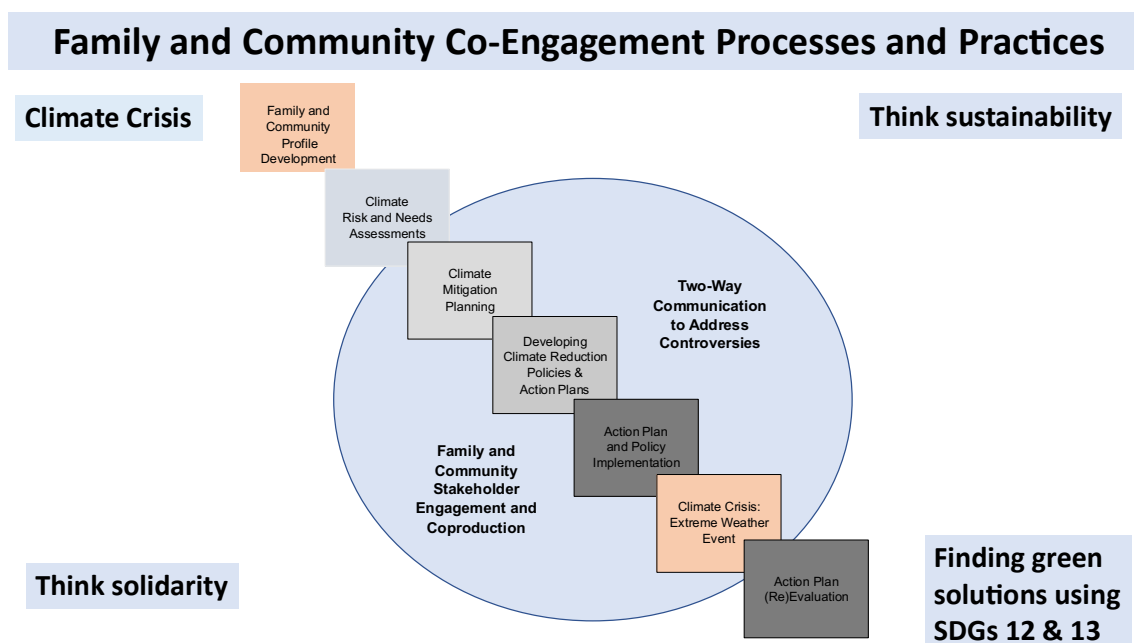 Family and Community Co-Engagement Processes and Practices
Climate Crisis
Think sustainability
Family and
Community
Profile
Development
Climate
Risk and Needs
Assessments
Climate
Mitigation
Planning
Two-Way
Communication
to Address
Controversies
Developing
Climate Reduction
Policies &
Action Plans
Action Plan
and Policy
Implementation
Family and
Community
Stakeholder
Engagement and
Coproduction
Climate Crisis:
Extreme Weather
Event
Action Plan
(Re)Evaluation
Think solidarity
Finding green
solutions using
SDGs 12 & 13